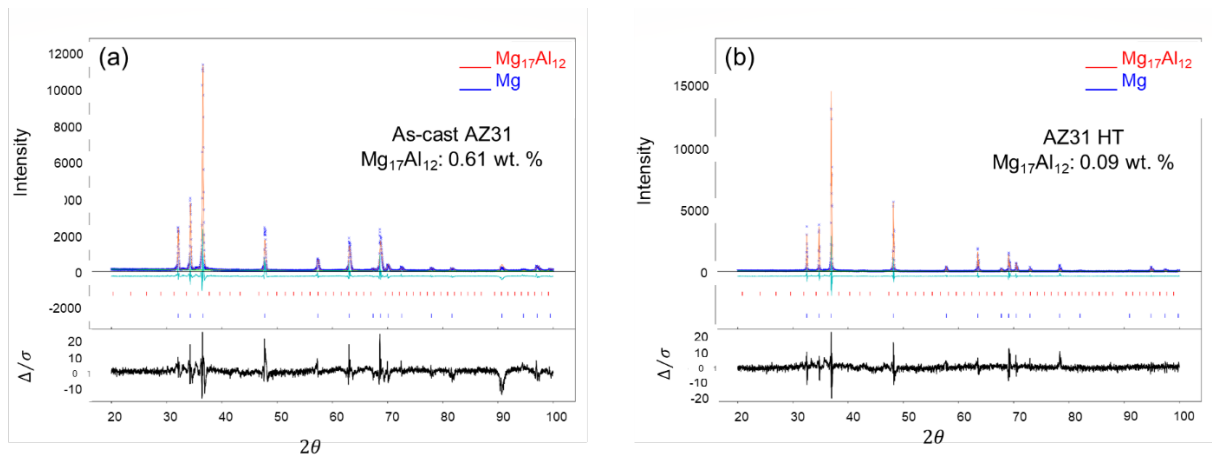 (a)
Mg₁₇Al₁₂
Mg
As-cast AZ31
Mg₁₇Al₁₂: 0.61 wt. %
Intensity
12000
10000
8000
6000
)00
2000
0
-2000
Δ/σ
20
10
0
-10
20 30 40 50 60 70 80 90 100
2θ
(b)
Mg₁₇Al₁₂
Mg
AZ31 HT
Mg₁₇Al₁₂: 0.09 wt. %
Intensity
15000
10000
5000
0
Δ/σ
20
10
0
-10
-20
20 30 40 50 60 70 80 90 100
2θ